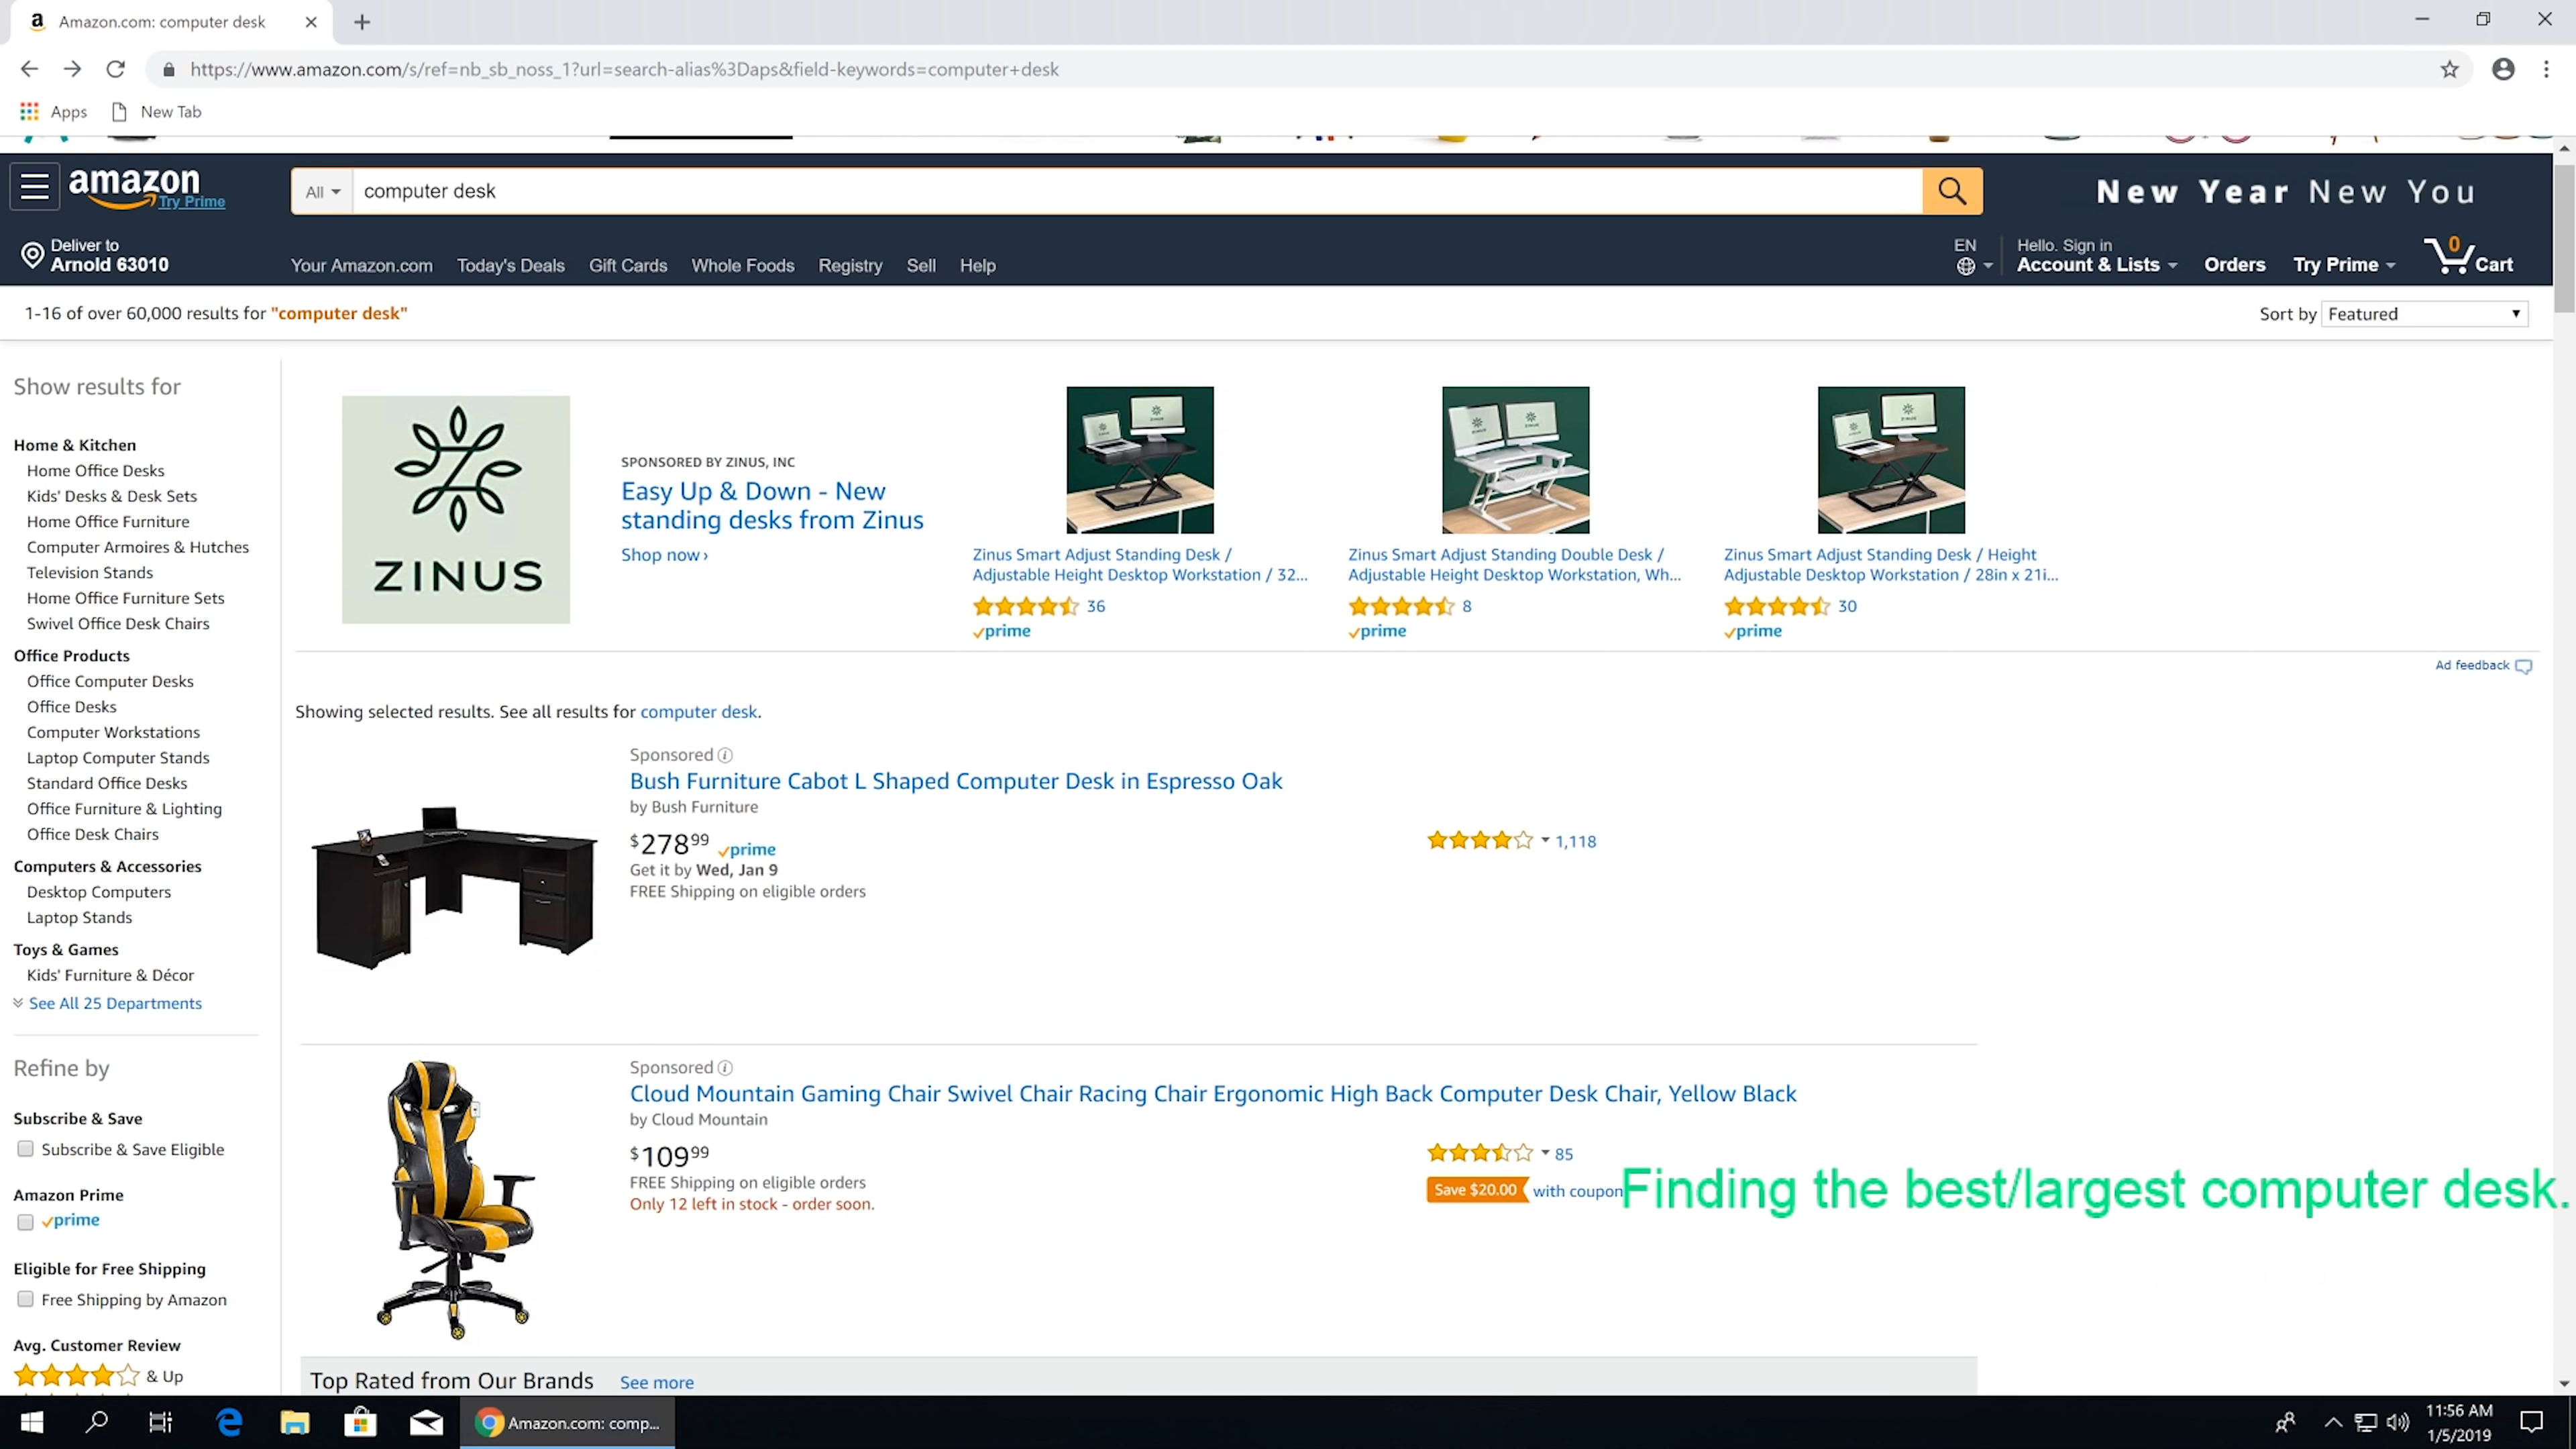 Amazon.com: computer desk
https://www.amazon.com/s/ref=nb_sb_noss_1?url=search-alias%3Daps&field-keywords=computer+desk
Apps New Tab
amazon Try Prime
All computer desk
New Year New You
Deliver to
Arnold 63010
Your Amazon.com Today's Deals Gift Cards Whole Foods Registry Sell Help
EN
Hello. Sign in
Account & Lists Orders Try Prime 0 Cart
1-16 of over 60,000 results for "computer desk"
Sort by Featured
Show results for
Home & Kitchen
Home Office Desks
Kids' Desks & Desk Sets
Home Office Furniture
Computer Armoires & Hutches
Television Stands
Home Office Furniture Sets
Swivel Office Desk Chairs
Office Products
Office Computer Desks
Office Desks
Computer Workstations
Laptop Computer Stands
Standard Office Desks
Office Furniture & Lighting
Office Desk Chairs
Computers & Accessories
Desktop Computers
Laptop Stands
Toys & Games
Kids' Furniture & Décor
See All 25 Departments
Refine by
Subscribe & Save
Subscribe & Save Eligible
Amazon Prime
prime
Eligible for Free Shipping
Free Shipping by Amazon
Avg. Customer Review
& Up
ZINUS
SPONSORED BY ZINUS, INC
Easy Up & Down - New
standing desks from Zinus
Shop now ›
Zinus Smart Adjust Standing Desk /
Adjustable Height Desktop Workstation / 32...
36
prime
Zinus Smart Adjust Standing Double Desk /
Adjustable Height Desktop Workstation, Wh...
8
prime
Zinus Smart Adjust Standing Desk / Height
Adjustable Desktop Workstation / 28in x 21i...
30
prime
Ad feedback
Showing selected results. See all results for computer desk.
Sponsored
Bush Furniture Cabot L Shaped Computer Desk in Espresso Oak
by Bush Furniture
$278 99 prime
Get it by Wed, Jan 9
FREE Shipping on eligible orders
1,118
Sponsored
Cloud Mountain Gaming Chair Swivel Chair Racing Chair Ergonomic High Back Computer Desk Chair, Yellow Black
by Cloud Mountain
$109 99
FREE Shipping on eligible orders
Only 12 left in stock - order soon.
85
Save $20.00 with coupon
Finding the best/largest computer desk.
Top Rated from Our Brands See more
Amazon.com: comp...
11:56 AM
1/5/2019